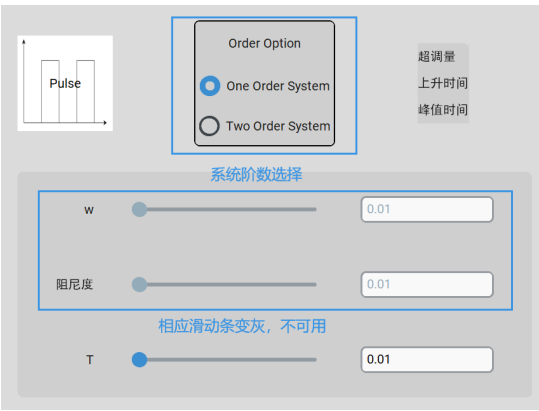 Pulse
Order Option
One Order System
Two Order System
超调量
上升时间
峰值时间
系统阶数选择
w
0.01
阻尼度
0.01
相应滑动条变灰，不可用
T
0.01